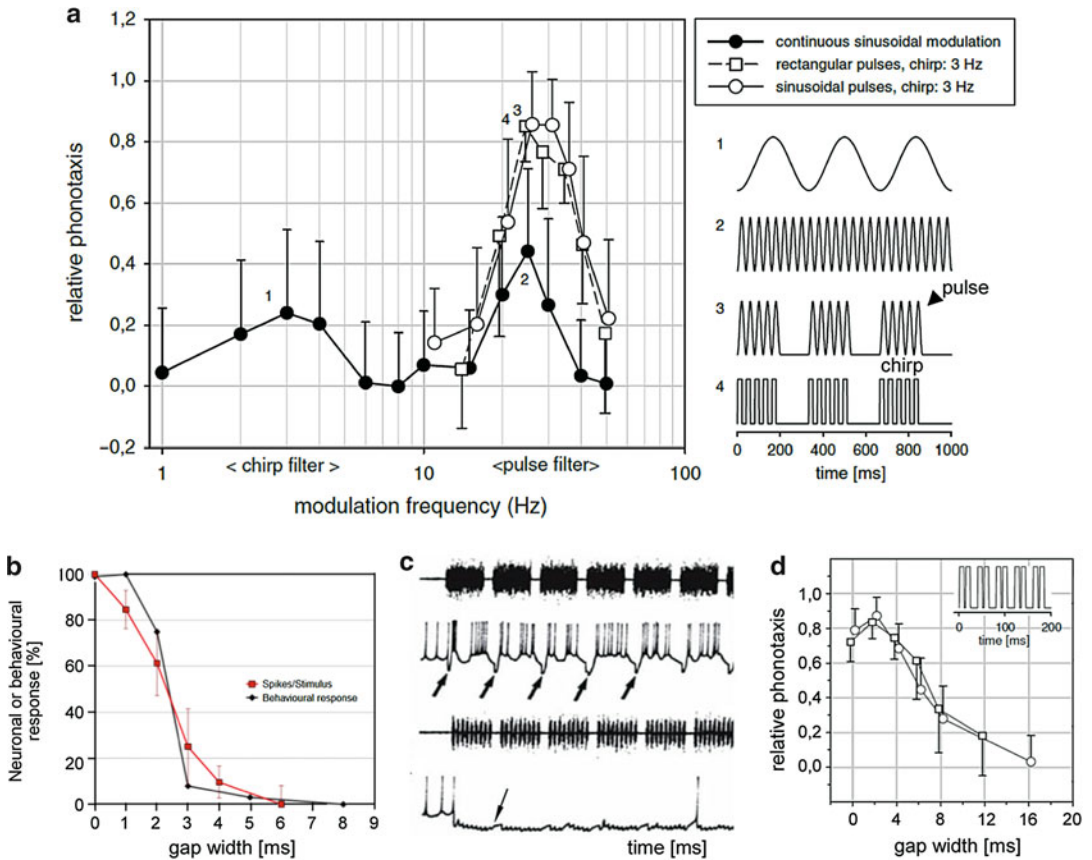 a
relative phonotaxis
1,2
1,0
0,8
0,6
0,4
0,2
0,0
−0,2
1
2
3
4
1
10
100
< chirp filter >
<pulse filter>
modulation frequency (Hz)
continuous sinusoidal modulation
rectangular pulses, chirp: 3 Hz
sinusoidal pulses, chirp: 3 Hz
1
2
pulse
3
chirp
4
0 200 400 600 800 1000
time [ms]
b
Neuronal or behavioural
response [%]
100
80
60
40
20
0
Spikes/Stimulus
Behavioural response
0 1 2 3 4 5 6 7 8 9
gap width [ms]
c
time [ms]
d
relative phonotaxis
1,0
0,8
0,6
0,4
0,2
0,0
0 100 200
time [ms]
0 4 8 12 16 20
gap width [ms]